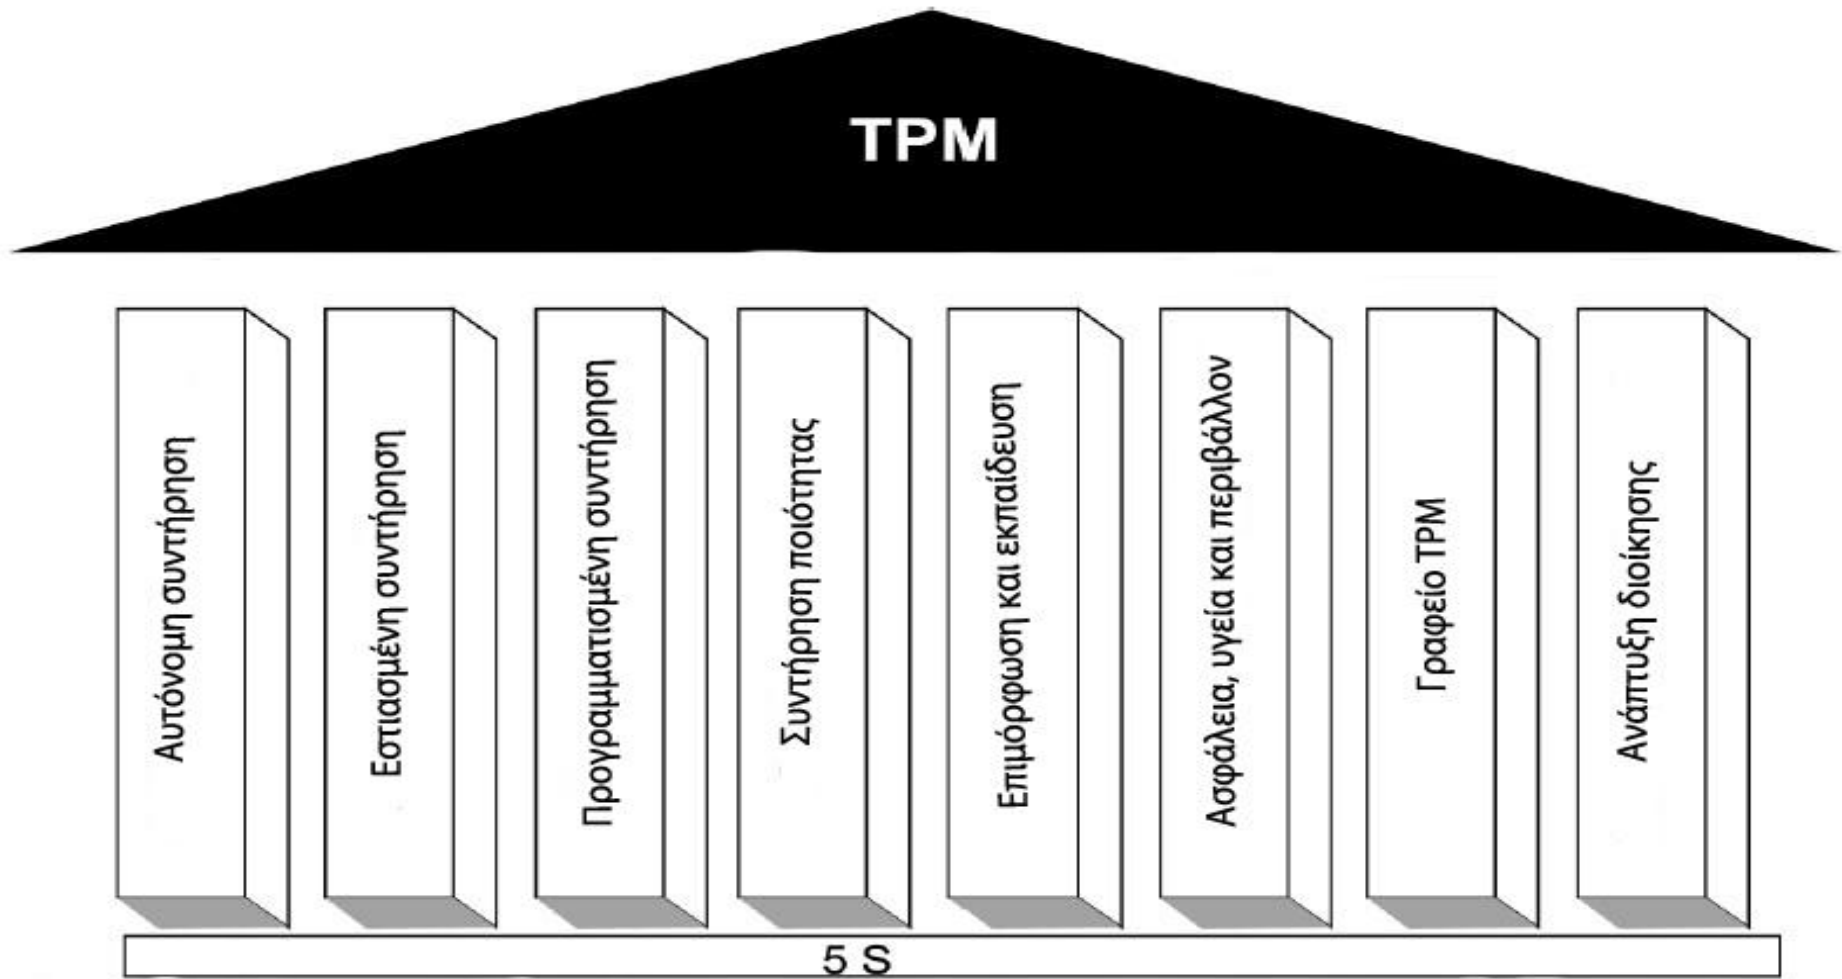 TPM
Αυτόνομη συντήρηση
Εστιασμένη συντήρηση
Προγραμματισμένη συντήρηση
Συντήρηση ποιότητας
Επιμόρφωση και εκπαίδευση
Ασφάλεια, υγεία και περιβάλλον
Γραφείο TPM
Ανάπτυξη διοίκησης
5 S